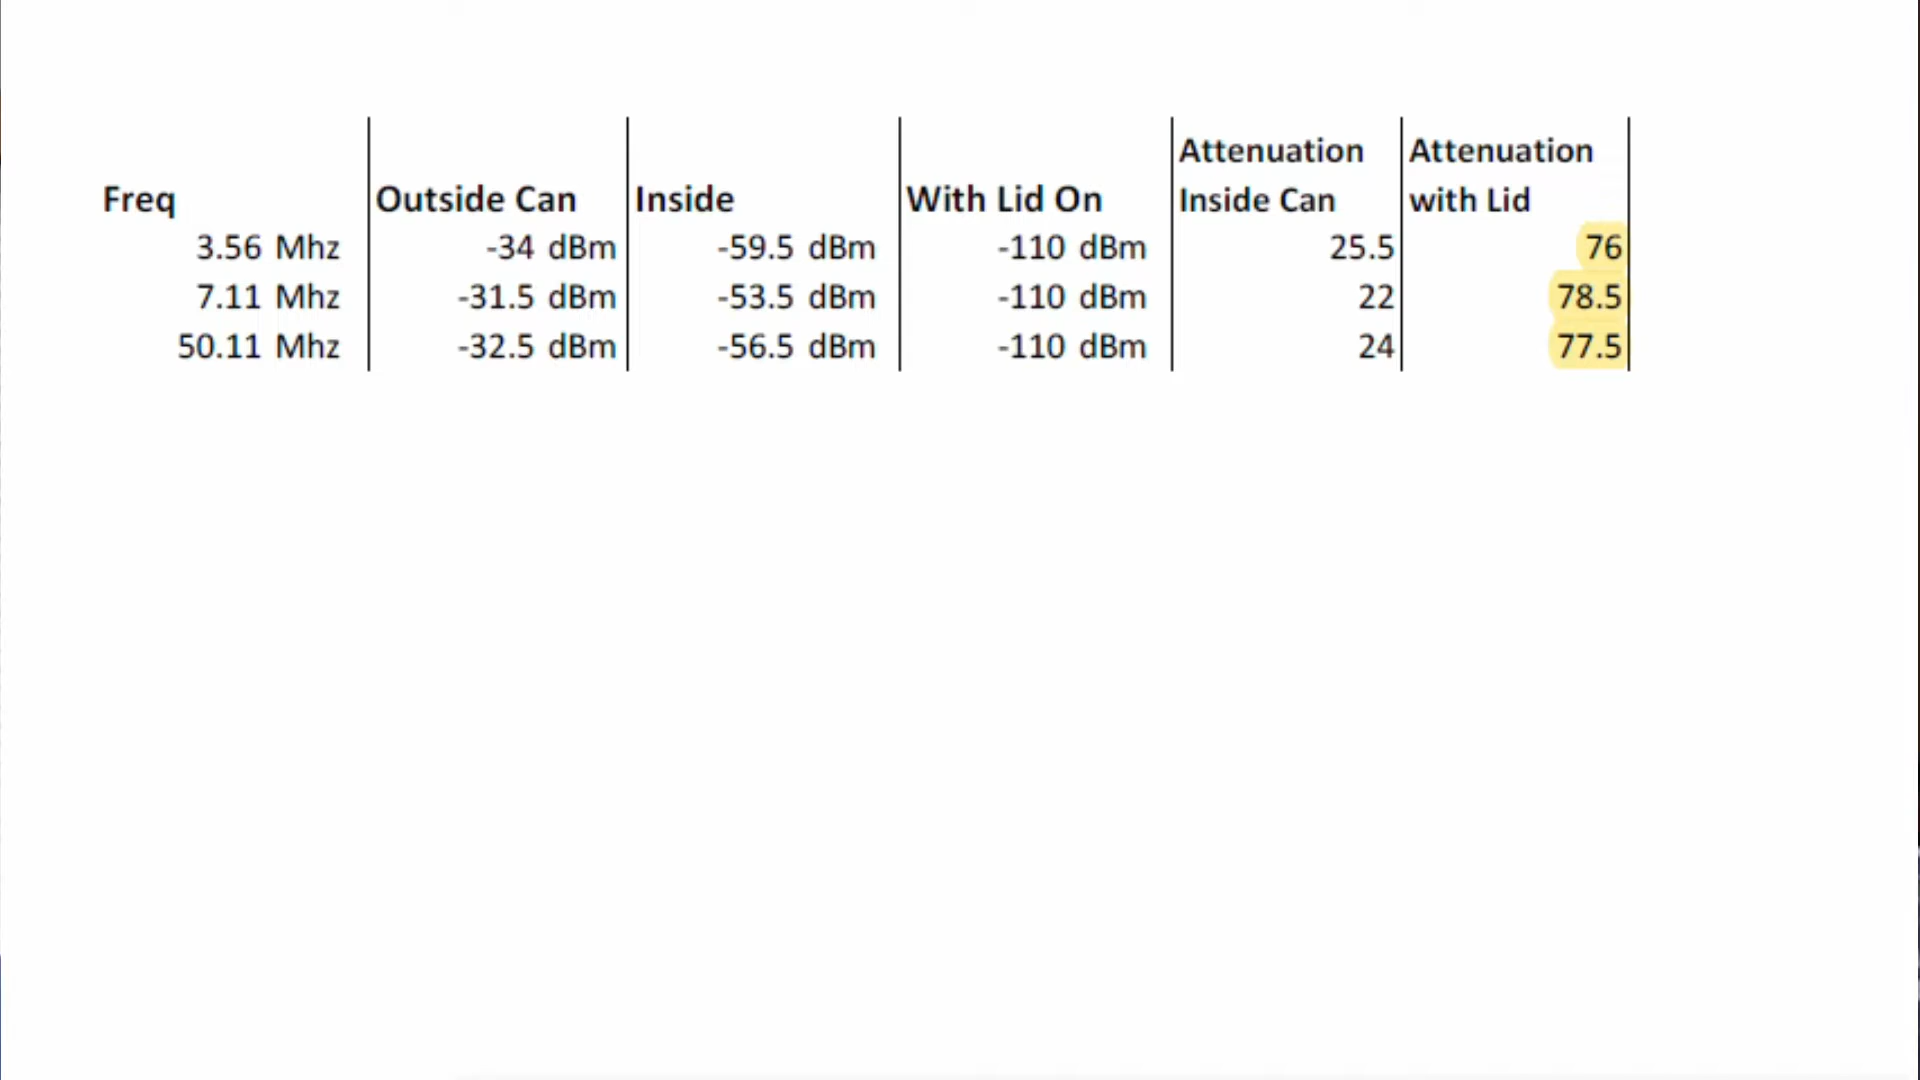 Attenuation Attenuation
Freq Outside Can Inside With Lid On Inside Can with Lid
3.56 Mhz -34 dBm -59.5 dBm -110 dBm 25.5 76
7.11 Mhz -31.5 dBm -53.5 dBm -110 dBm 22 78.5
50.11 Mhz -32.5 dBm -56.5 dBm -110 dBm 24 77.5